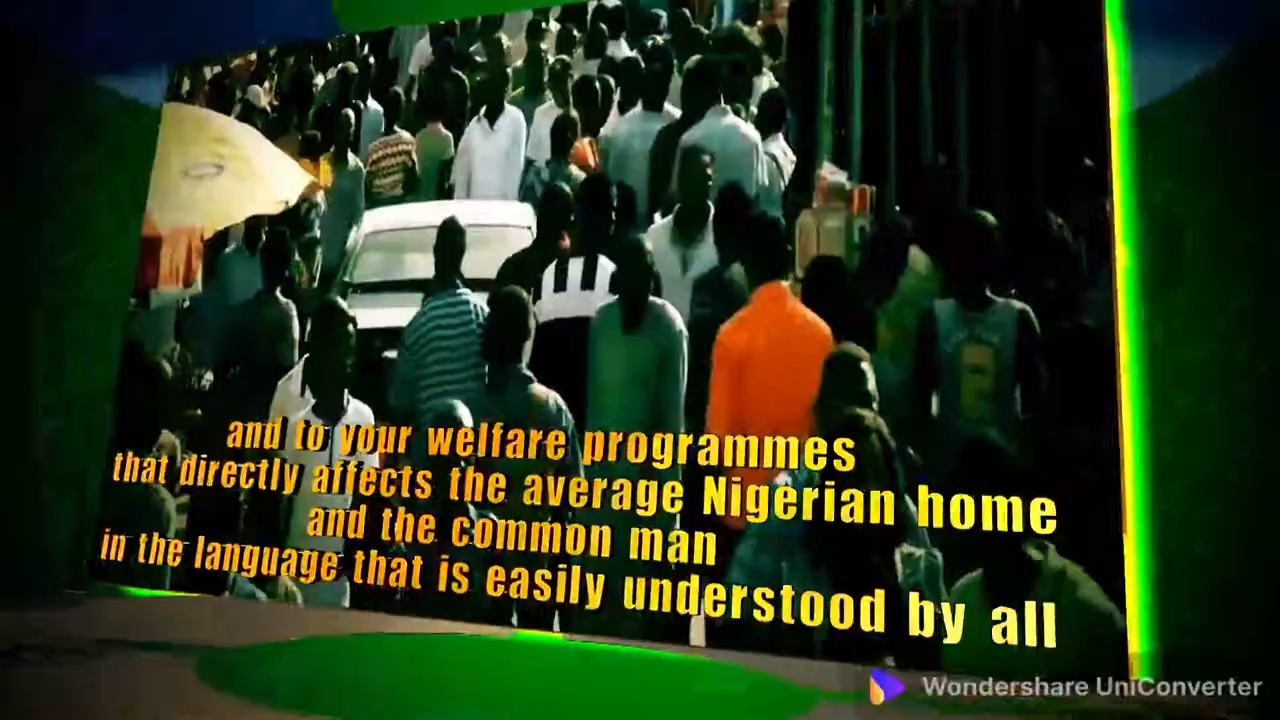 and to your welfare programmes
that directly affects the average Nigerian home
and the common man
in the language that is easily understood by all
Wondershare UniConverter